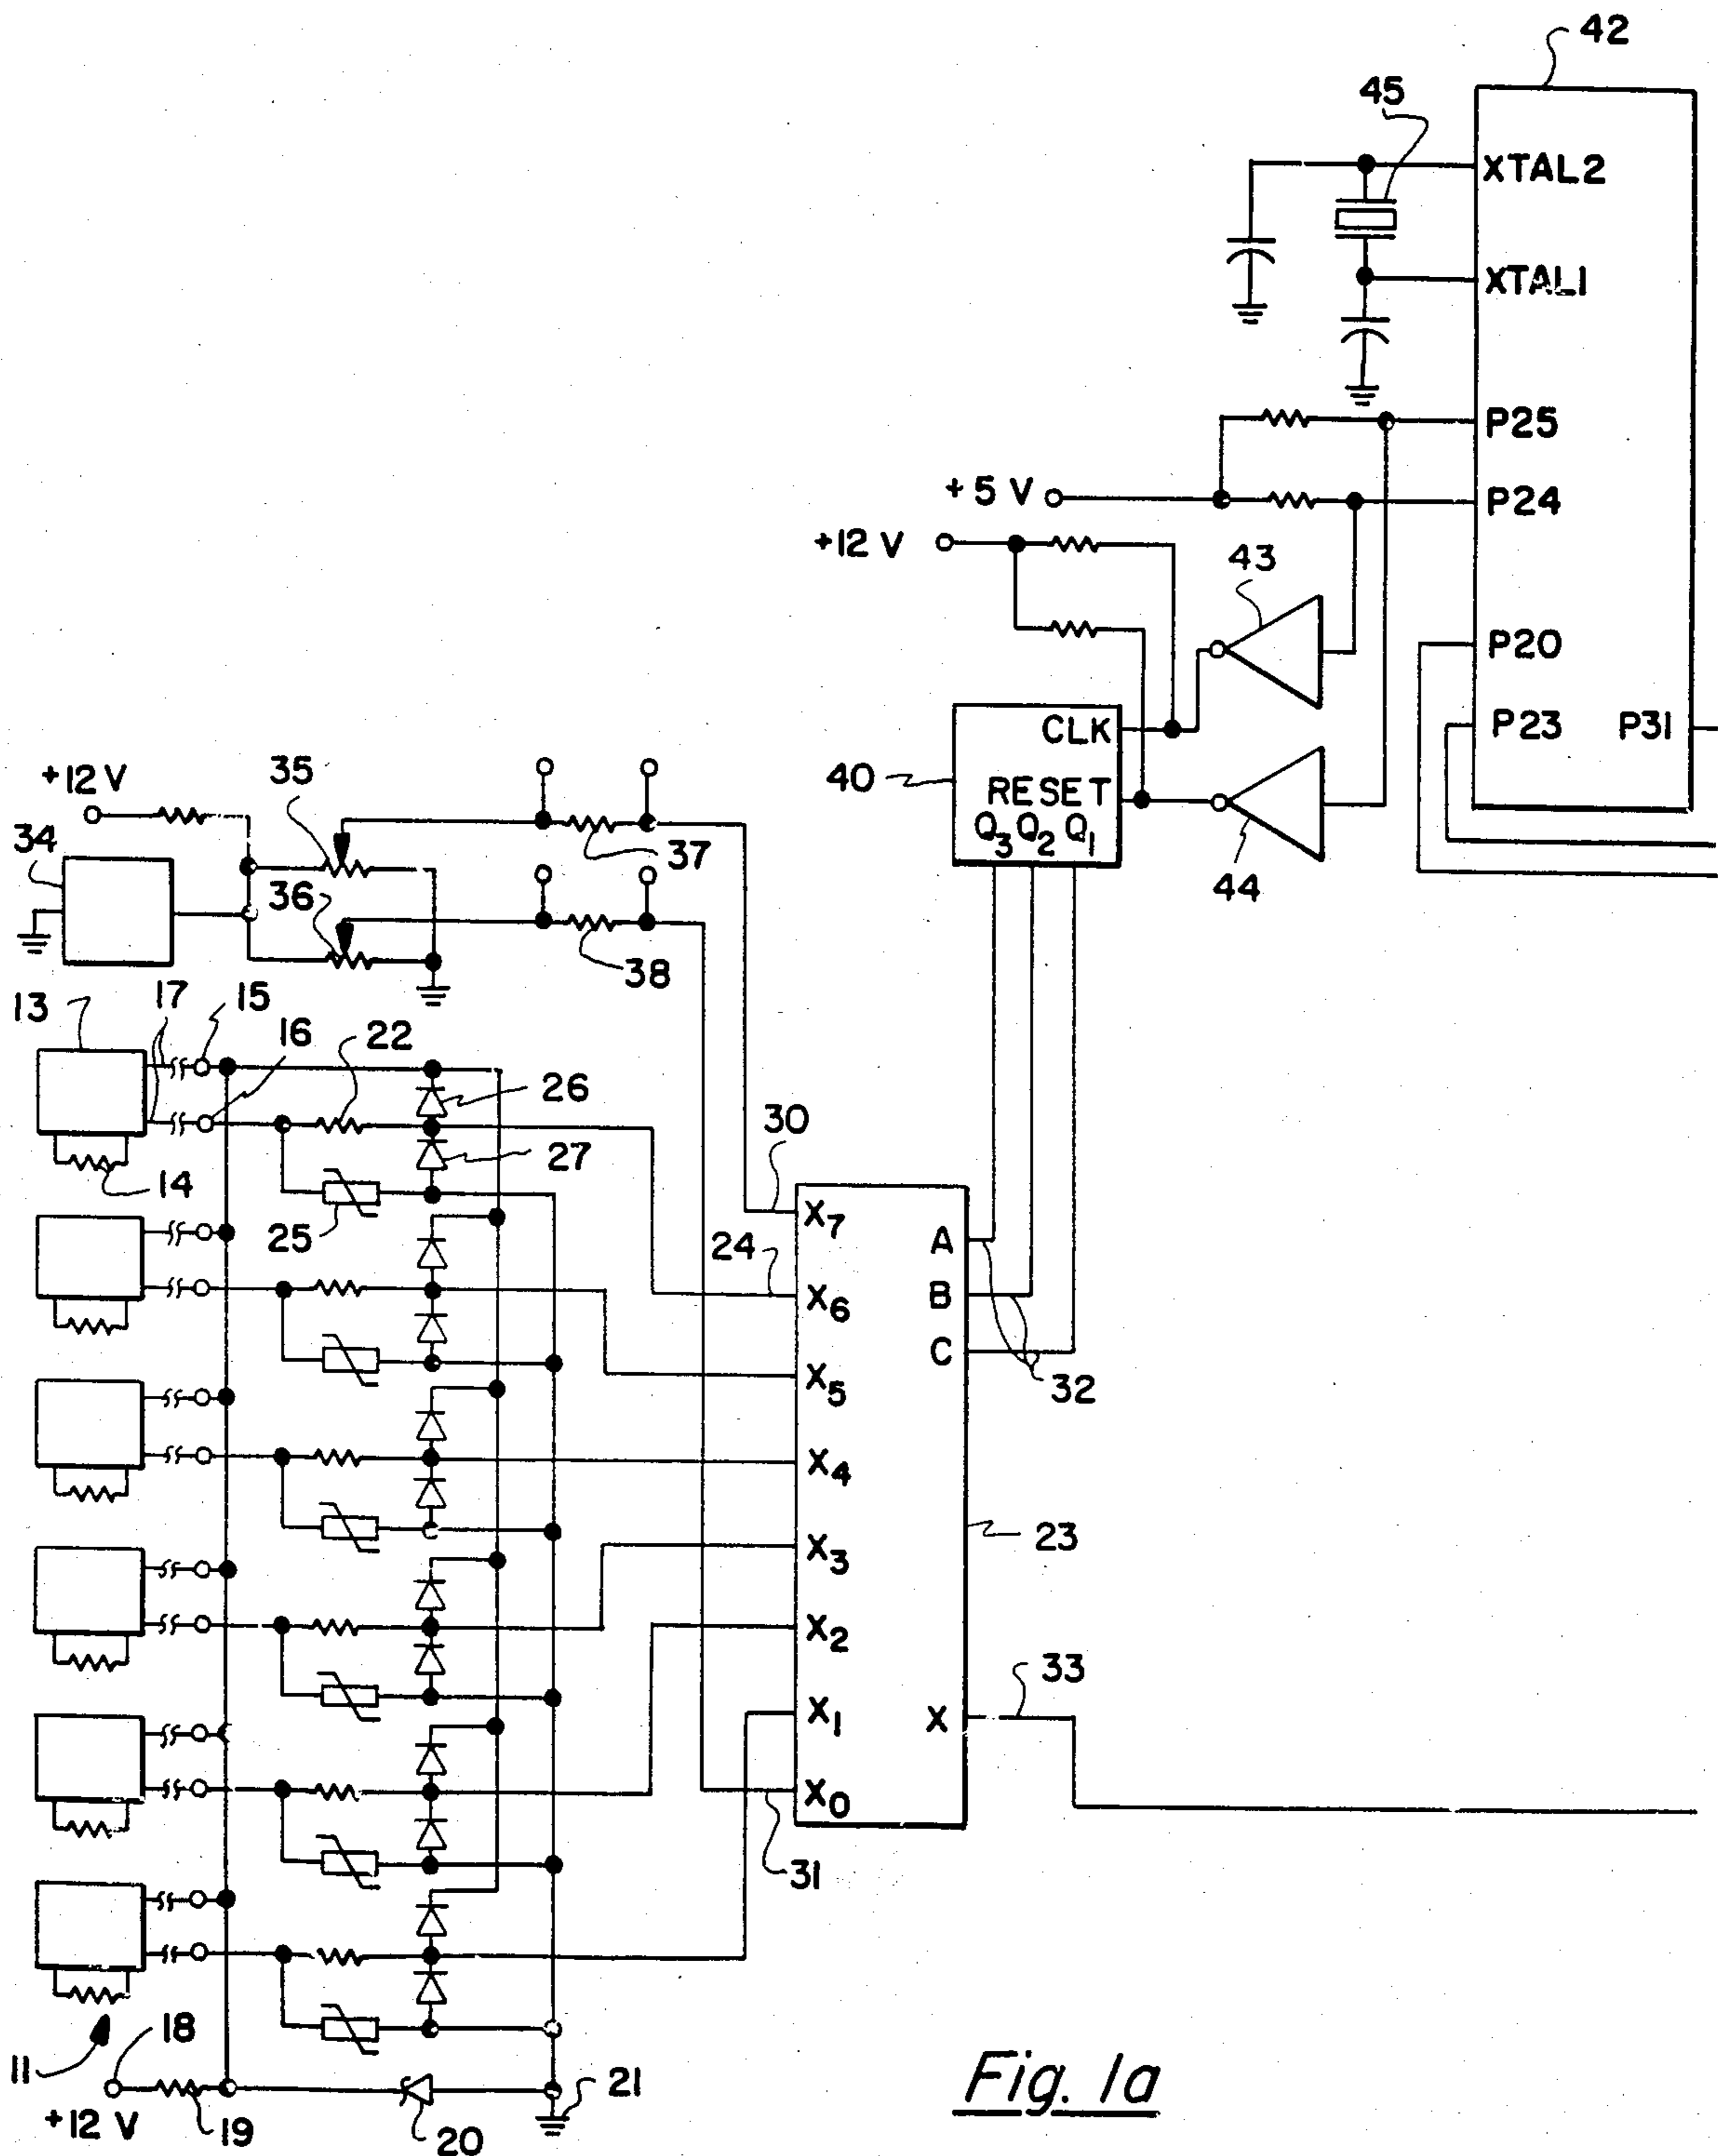 42
45
XTAL2
XTAL1
P25
+5 V
P24
+12 V
43
P20
CLK
P23
P31
+12 V
35
40
RESET
34
37
Q3 Q2 Q1
44
36
38
13
17
15
16
22
26
30
27
14
25
24
X7
A
X6
B
C
X5
32
X4
23
X3
X2
33
X1
X
X0
31
18
11
21
+12 V
19
20
Fig. 1a